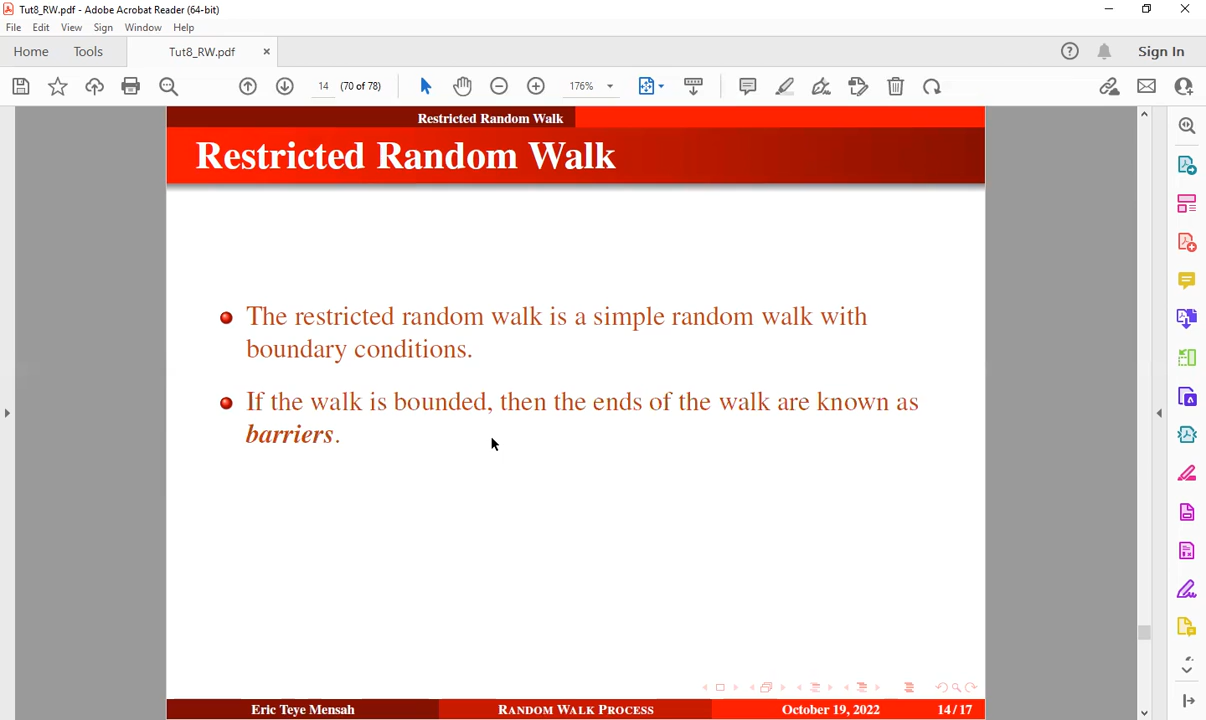 Tut8_RW.pdf - Adobe Acrobat Reader (64-bit)
File Edit View Sign Window Help
Home Tools Tut8_RW.pdf × Sign In
14 (70 of 78) 176%
Restricted Random Walk
Restricted Random Walk
The restricted random walk is a simple random walk with
boundary conditions.
If the walk is bounded, then the ends of the walk are known as
barriers.
Eric Teye Mensah RANDOM WALK PROCESS October 19, 2022 14/17